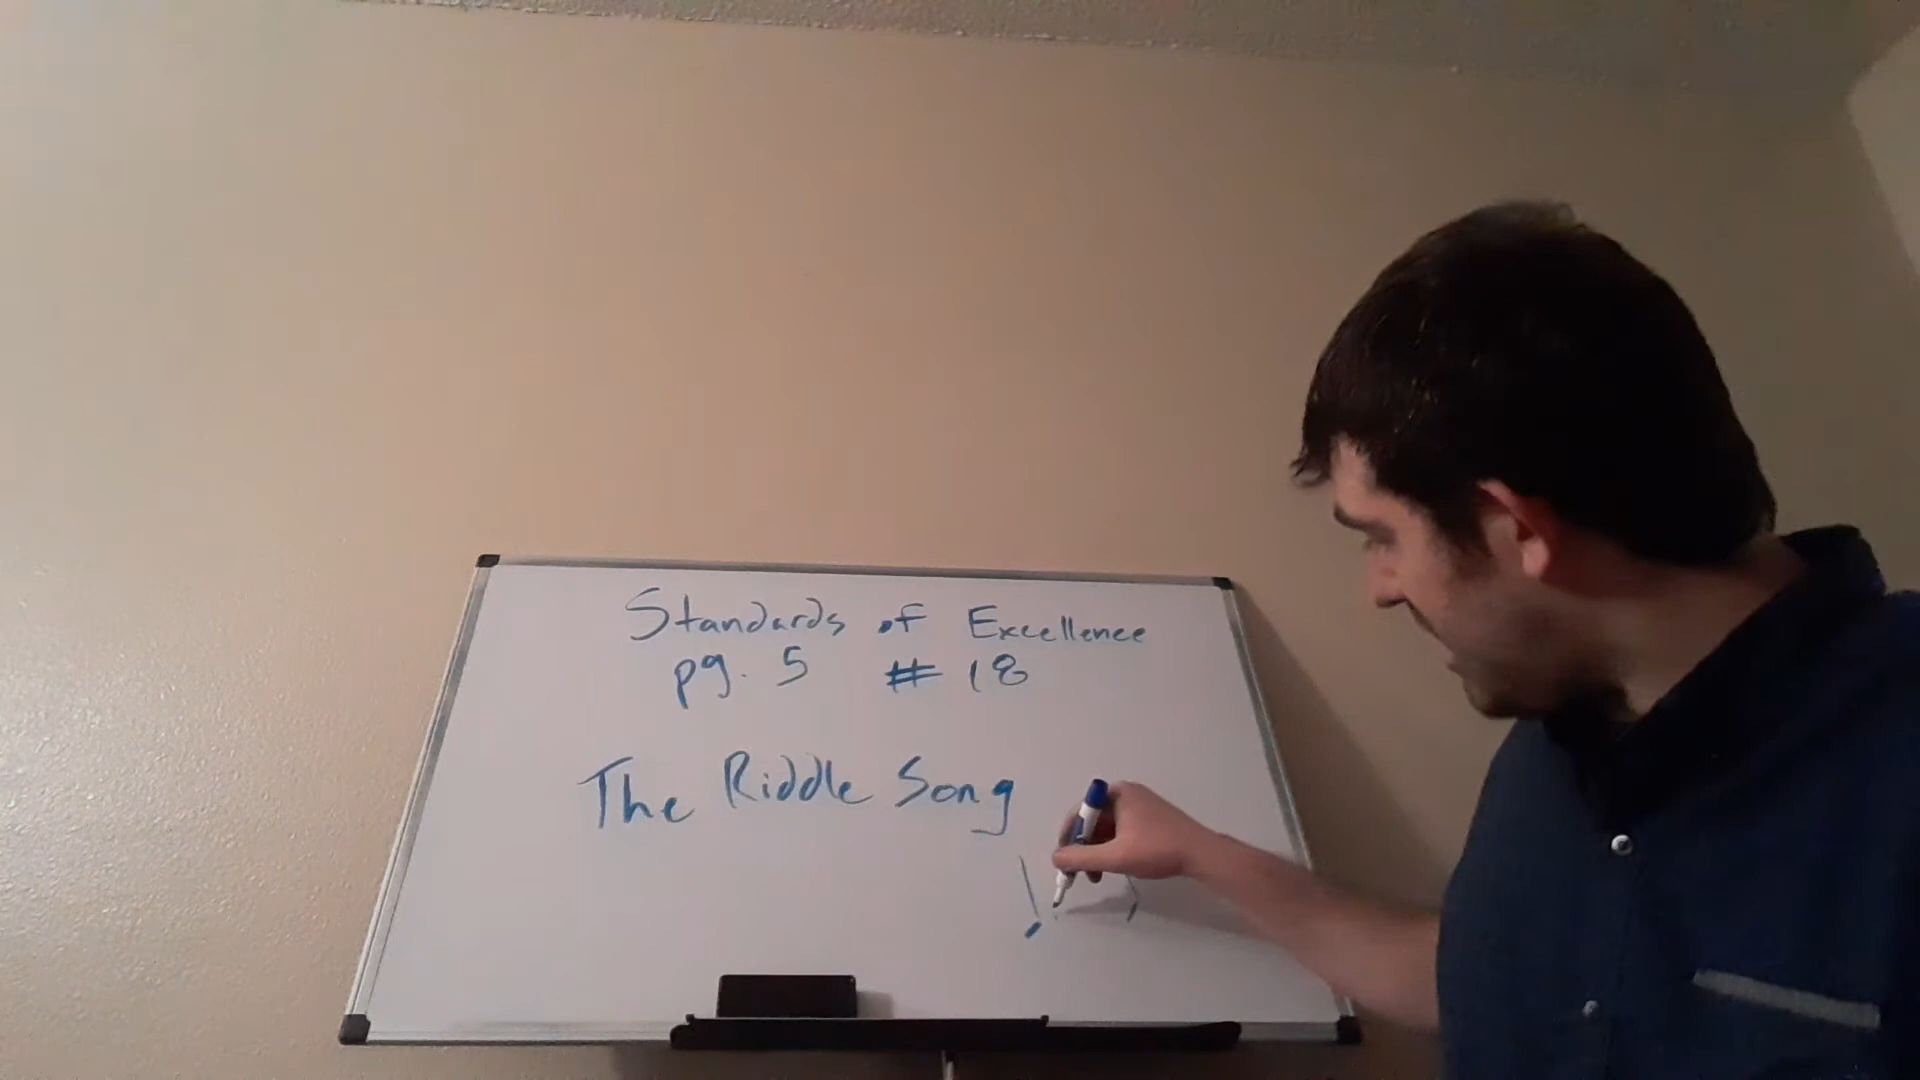 Standards of Excellence
pg. 5 # 18
The Riddle Song